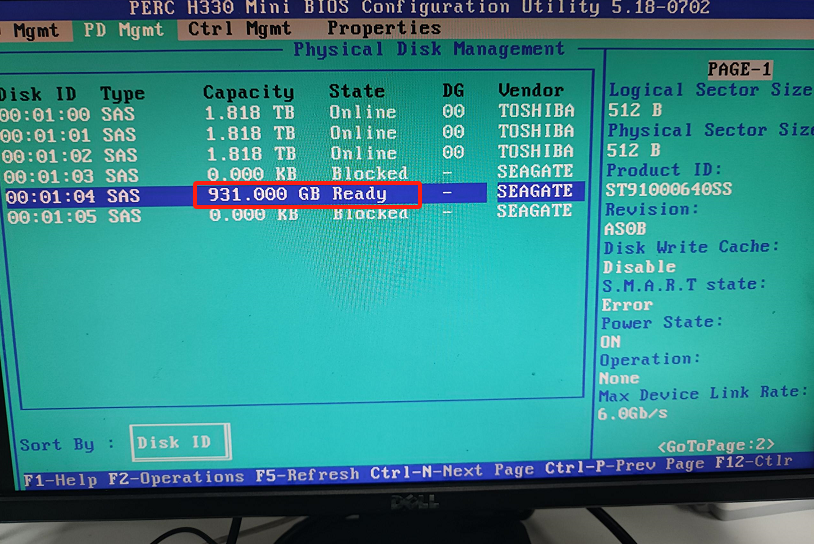 PERC H330 Mini BIOS Configuration Utility 5.18-0702
Mgmt PD Mgmt Ctrl Mgmt Properties
Physical Disk Management
Disk ID Type Capacity State DG Vendor
00:01:00 SAS 1.818 TB Online 00 TOSHIBA
00:01:01 SAS 1.818 TB Online 00 TOSHIBA
00:01:02 SAS 1.818 TB Online 00 TOSHIBA
00:01:03 SAS 0.000 KB Blocked - SEAGATE
00:01:04 SAS 931.000 GB Ready - SEAGATE
00:01:05 SAS 0.000 KB Blocked - SEAGATE
PAGE-1
Logical Sector Size
512 B
Physical Sector Size
512 B
Product ID:
ST91000640SS
Revision:
AS0B
Disk Write Cache:
Disable
S.M.A.R.T state:
Error
Power State:
ON
Operation:
None
Max Device Link Rate:
6.0Gb/s
<GoToPage:2>
Sort By : Disk ID
F1-Help F2-Operations F5-Refresh Ctrl-N-Next Page Ctrl-P-Prev Page F12-Ctlr
DELL